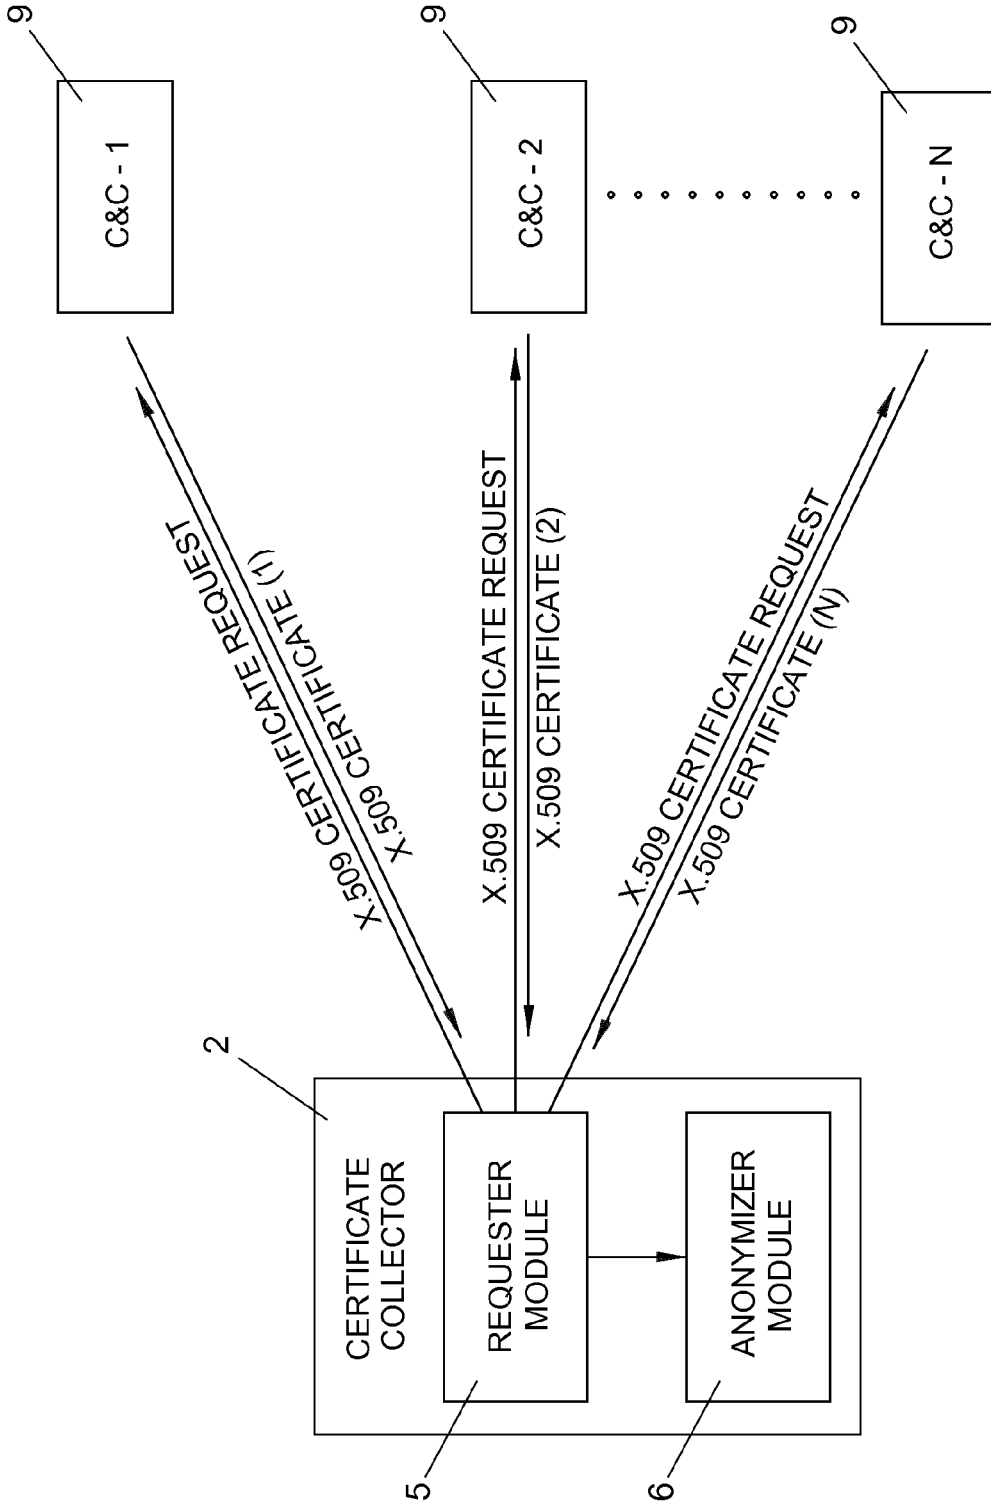 2
CERTIFICATE
COLLECTOR
5
REQUESTER
MODULE
6
ANONYMIZER
MODULE
X.509 CERTIFICATE REQUEST
X.509 CERTIFICATE (1)
X.509 CERTIFICATE REQUEST
X.509 CERTIFICATE (2)
X.509 CERTIFICATE REQUEST
X.509 CERTIFICATE (N)
9
C&C - 1
9
C&C - 2
9
C&C - N